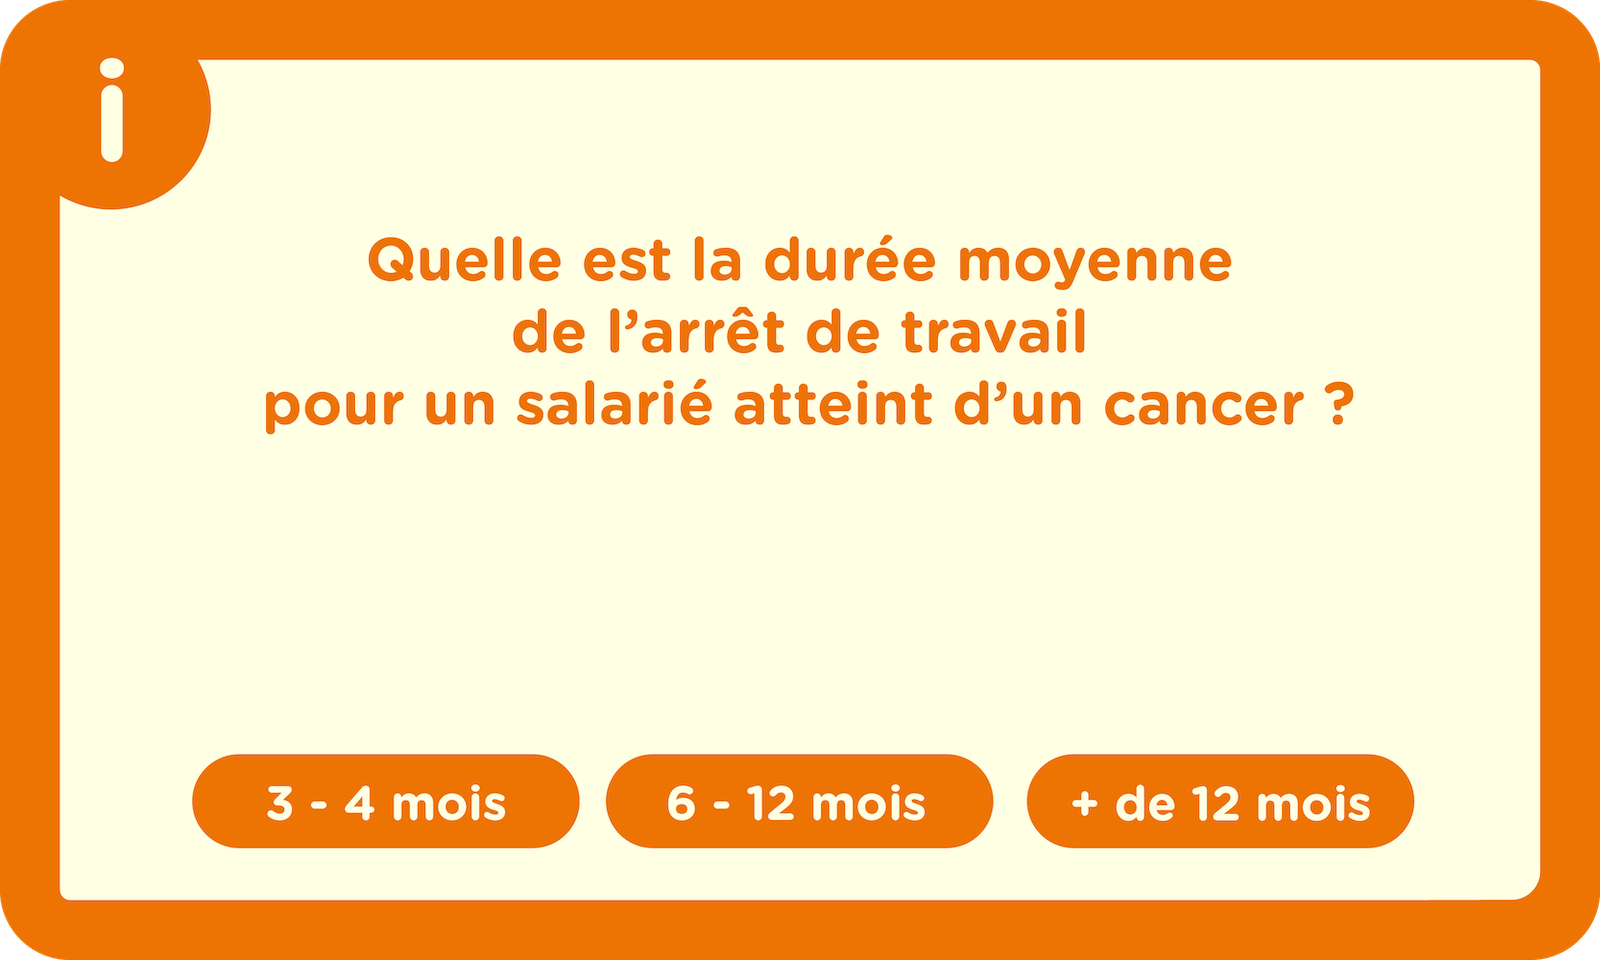 i
Quelle est la durée moyenne
de l’arrêt de travail
pour un salarié atteint d’un cancer ?
3 - 4 mois
6 - 12 mois
+ de 12 mois